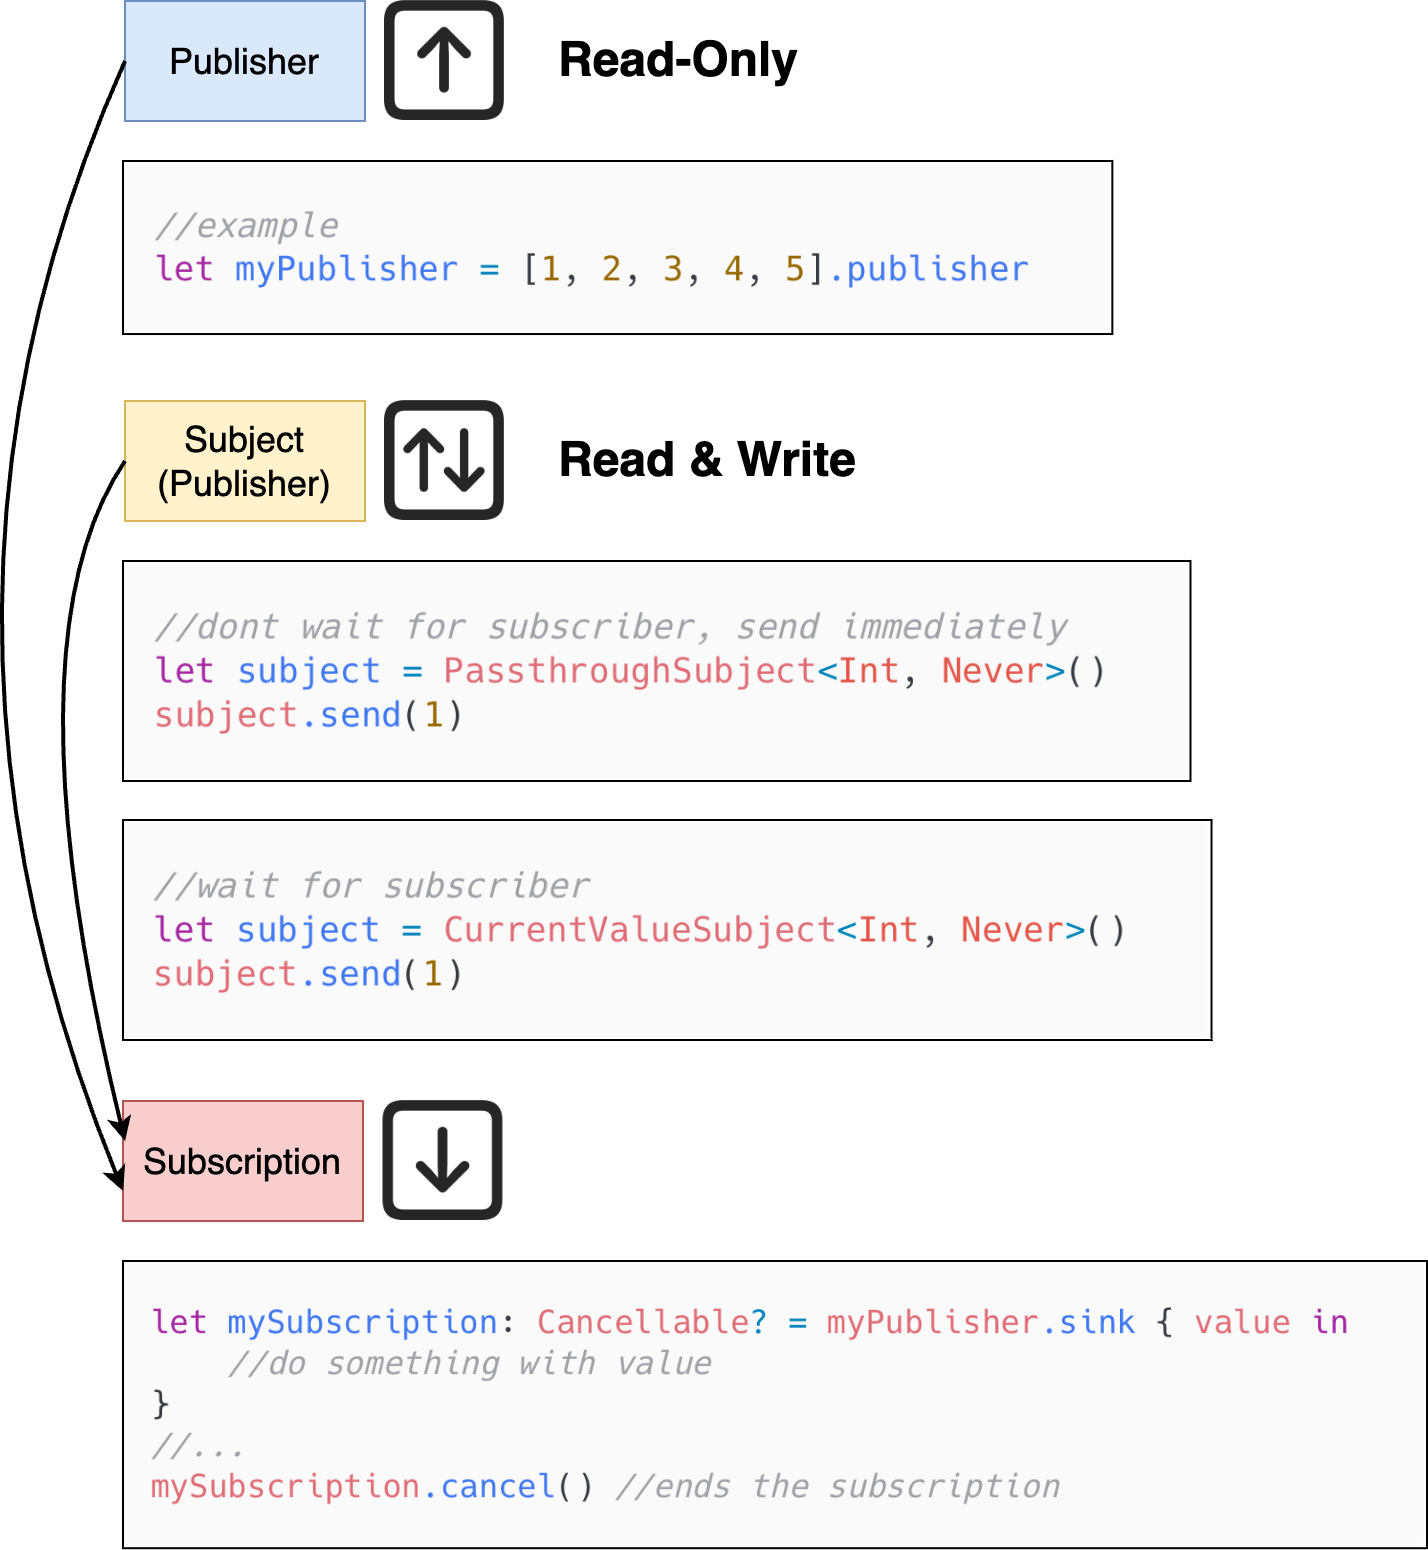 Publisher
Read-Only
//example
let myPublisher = [1, 2, 3, 4, 5].publisher
Subject
(Publisher)
Read & Write
//dont wait for subscriber, send immediately
let subject = PassthroughSubject<Int, Never>()
subject.send(1)
//wait for subscriber
let subject = CurrentValueSubject<Int, Never>()
subject.send(1)
Subscription
let mySubscription: Cancellable? = myPublisher.sink { value in
    //do something with value
}
//...
mySubscription.cancel() //ends the subscription